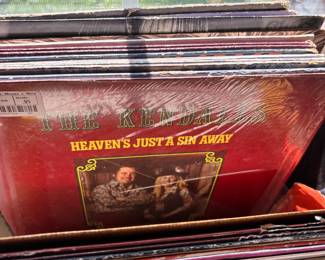 THE KENDALLS
HEAVEN'S JUST A SIN AWAY